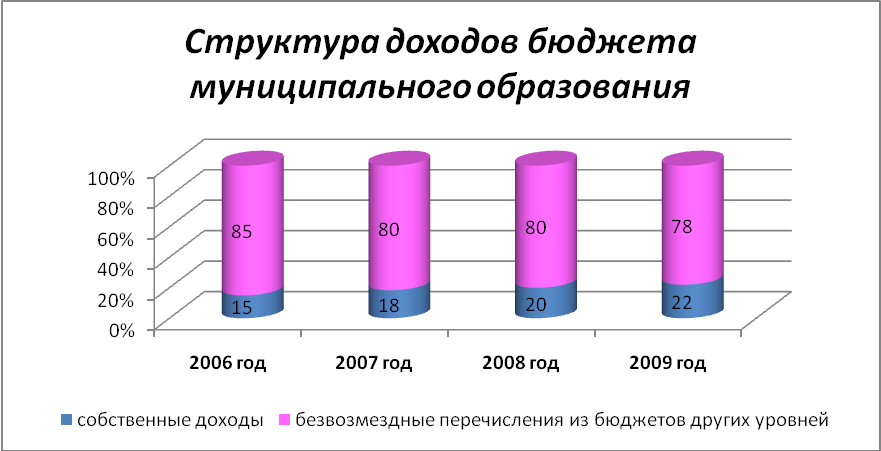 Структура доходов бюджета
муниципального образования
100%
80%
60%
40%
20%
0%
85
80
80
78
15
18
20
22
2006 год
2007 год
2008 год
2009 год
собственные доходы
безвозмездные перечисления из бюджетов других уровней